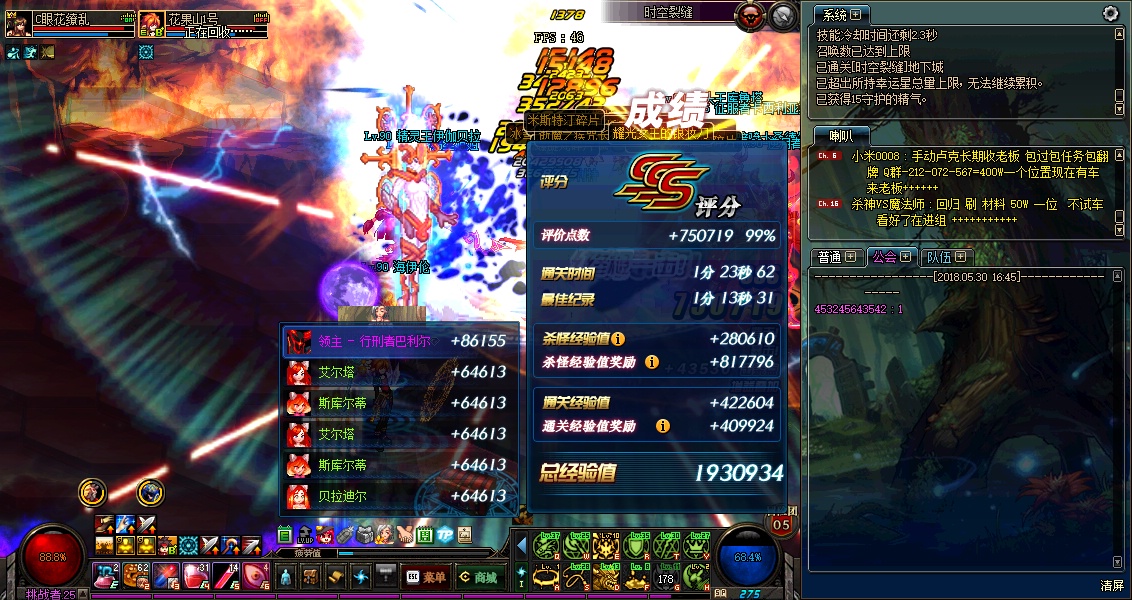 C眼花缭乱
花果山1号
正在回收
1378
FPS : 48
15148
时空裂缝
成绩
米斯特汀碎片
Lv.90 精灵王伊伽贝拉
Lv.90 海伊伦
评分
SSS
评分
评价点数 +750719 99%
通关时间 1分 23秒 62
最佳纪录 1分 13秒 31
杀怪经验值 +280610
杀怪经验值奖励 +817796
通关经验值 +422604
通关经验值奖励 +409924
总经验值 1930934
领主 - 行刑者巴利尔 +86155
艾尔塔 +64613
斯库尔蒂 +64613
艾尔塔 +64613
斯库尔蒂 +64613
贝拉迪尔 +64613
系统
技能冷却时间还剩2.3秒
召唤数已达到上限
已通关[时空裂缝]地下城
已超出所持幸运星总量上限, 无法继续累积。
已获得15守护的精气。
喇叭
Ch. 6 小米0008 : 手动卢克长期收老板 包过包任务包翻
牌 Q群-212-072-567=400W一个位置现在有车
来老板++++++
Ch.16 杀神VS魔法师 : 回归 刷 材料 50W 一位 不试车
看好了在进组 +++++++++++
普通 公会 队伍
[2018.05.30 16:45]
453245643542 : 1
88.8%
挑战者 25
疲劳值
ESC 菜单
商城
178
05
68.4%
275
清屏